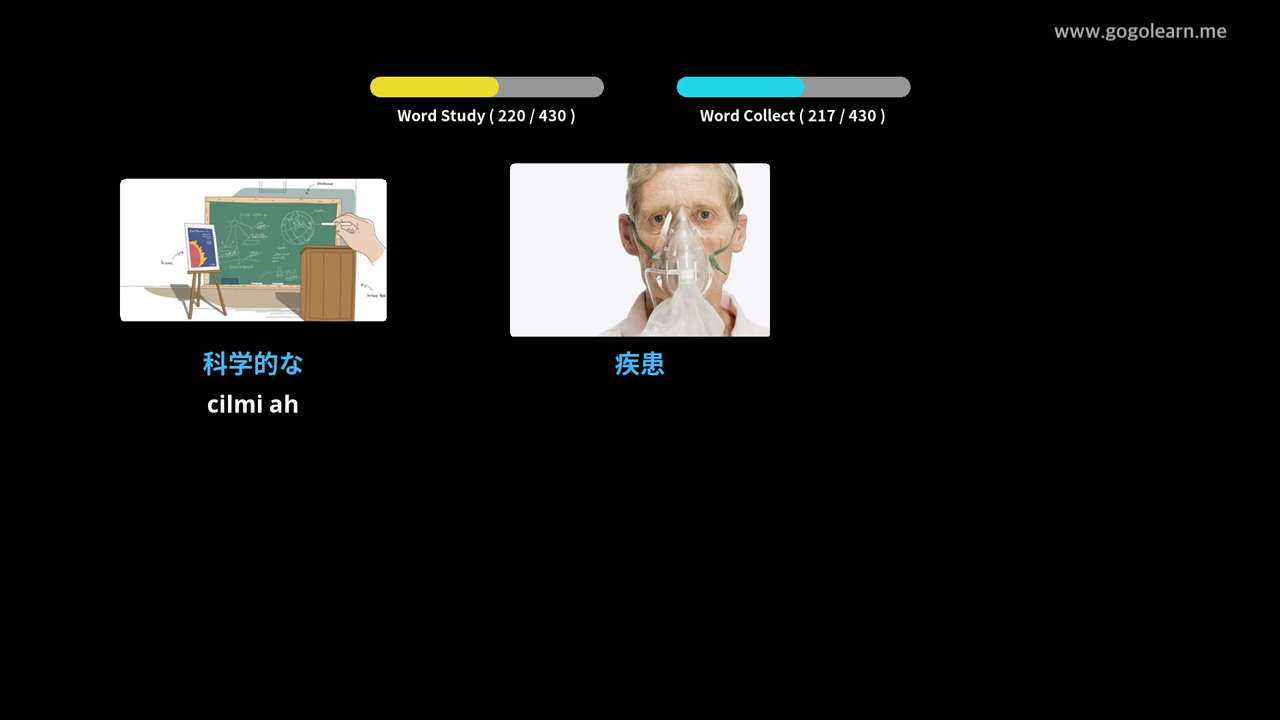 www.gogolearn.me
Word Study ( 220 / 430 )
Word Collect ( 217 / 430 )
科学的な
cilmi ah
疾患